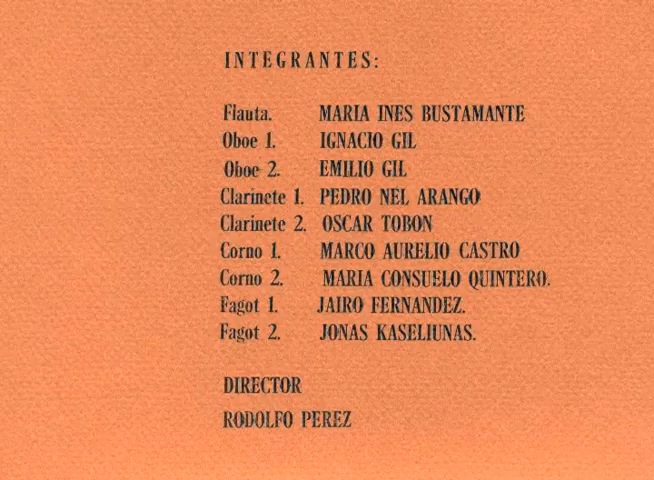 INTEGRANTES:
Flauta. MARIA INES BUSTAMANTE
Oboe 1. IGNACIO GIL
Oboe 2. EMILIO GIL
Clarinete 1. PEDRO NEL ARANGO
Clarinete 2. OSCAR TOBON
Corno 1. MARCO AURELIO CASTRO
Corno 2. MARIA CONSUELO QUINTERO.
Fagot 1. JAIRO FERNANDEZ.
Fagot 2. JONAS KASELIUNAS.
DIRECTOR
RODOLFO PEREZ